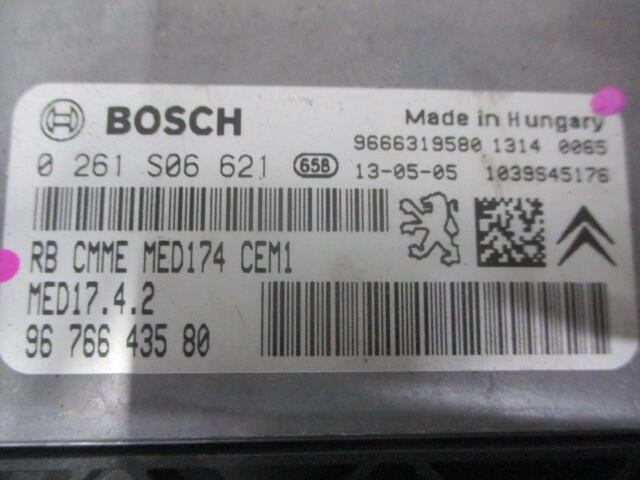 BOSCH
Made in Hungary
9666319580 1314 0065
0 261 S06 621 658 13-05-05 1039S45176
RB CMME MED174 CEM1
MED17.4.2
96 766 435 80